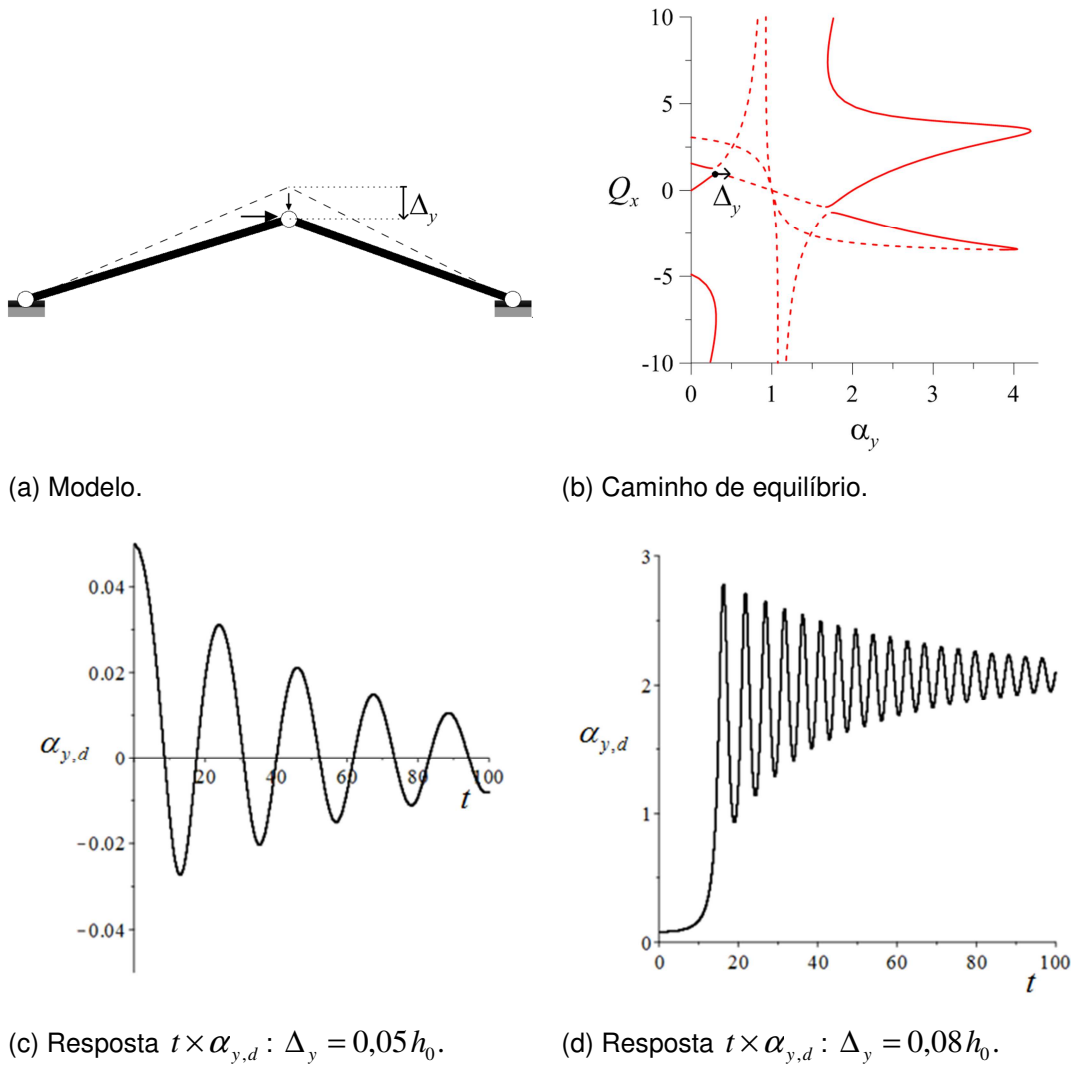 Δy
10
5
0
-5
-10
Qx
Δy
0 1 2 3 4
αy
(a) Modelo.
(b) Caminho de equilíbrio.
0.04
0.02
0
−0.02
−0.04
αy,d
20 40 60 80 100
t
3
2
1
0
αy,d
0 20 40 60 80 100
t
(c) Resposta t × αy,d : Δy = 0,05 h0.
(d) Resposta t × αy,d : Δy = 0,08 h0.